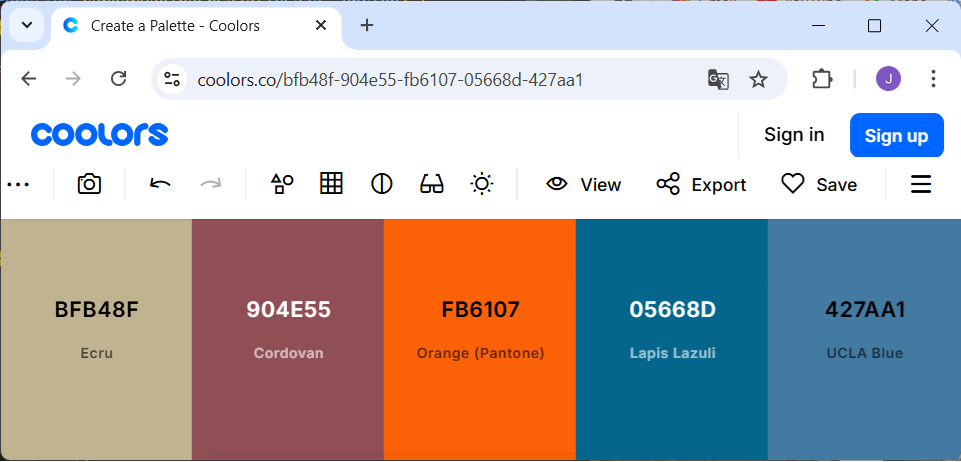 Create a Palette - Coolors
coolors.co/bfb48f-904e55-fb6107-05668d-427aa1
J
coolors
Sign in
Sign up
View
Export
Save
BFB48F
Ecru
904E55
Cordovan
FB6107
Orange (Pantone)
05668D
Lapis Lazuli
427AA1
UCLA Blue